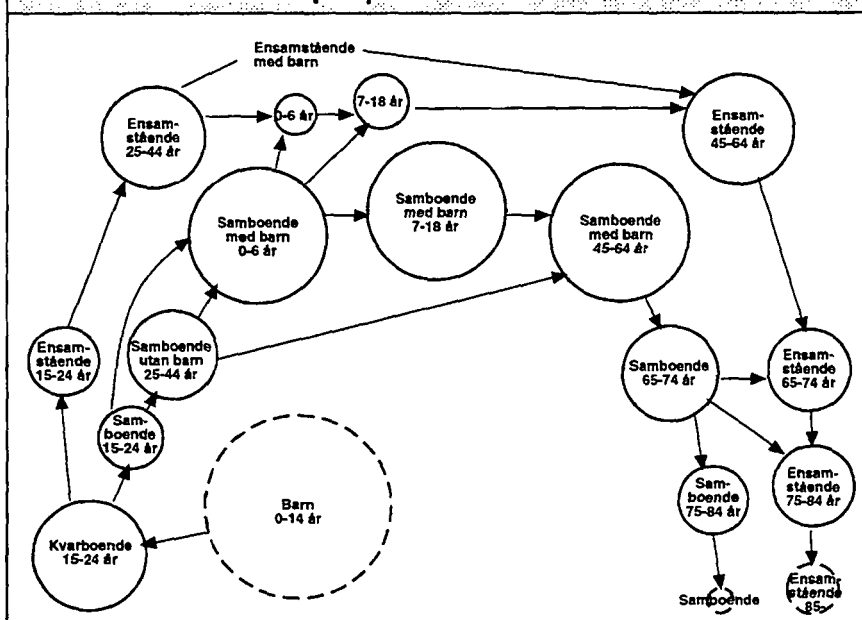 Ensamstående
med barn
Ensam-
stående
25-44 år
0-6 år
7-18 år
Ensam-
stående
45-64 år
Samboende
med barn
0-6 år
Samboende
med barn
7-18 år
Samboende
med barn
45-64 år
Ensam-
stående
15-24 år
Samboende
utan barn
25-44 år
Samboende
65-74 år
Ensam-
stående
65-74 år
Sam-
boende
15-24 år
Barn
0-14 år
Sam-
boende
75-84 år
Ensam-
stående
75-84 år
Kvarboende
15-24 år
Samboende
Ensam-
stående
85-